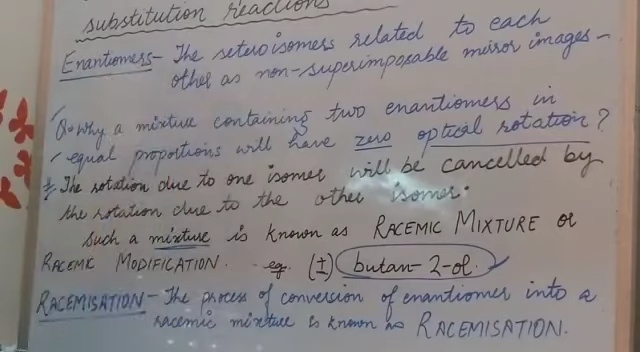 substitution reactions
Enantiomers - The seteroisomers related to each
other as non-superimposable mirror images -
Q. Why a mixture containing two enantiomers in
equal proportions will have zero optical rotation?
The rotation due to one isomer will be cancelled by
the rotation due to the other isomer.
Such a mixture is known as RACEMIC MIXTURE or
RACEMIC MODIFICATION. eg. (±) butan-2-ol.
RACEMISATION - The process of conversion of enantiomer into a
racemic mixture is known as RACEMISATION.